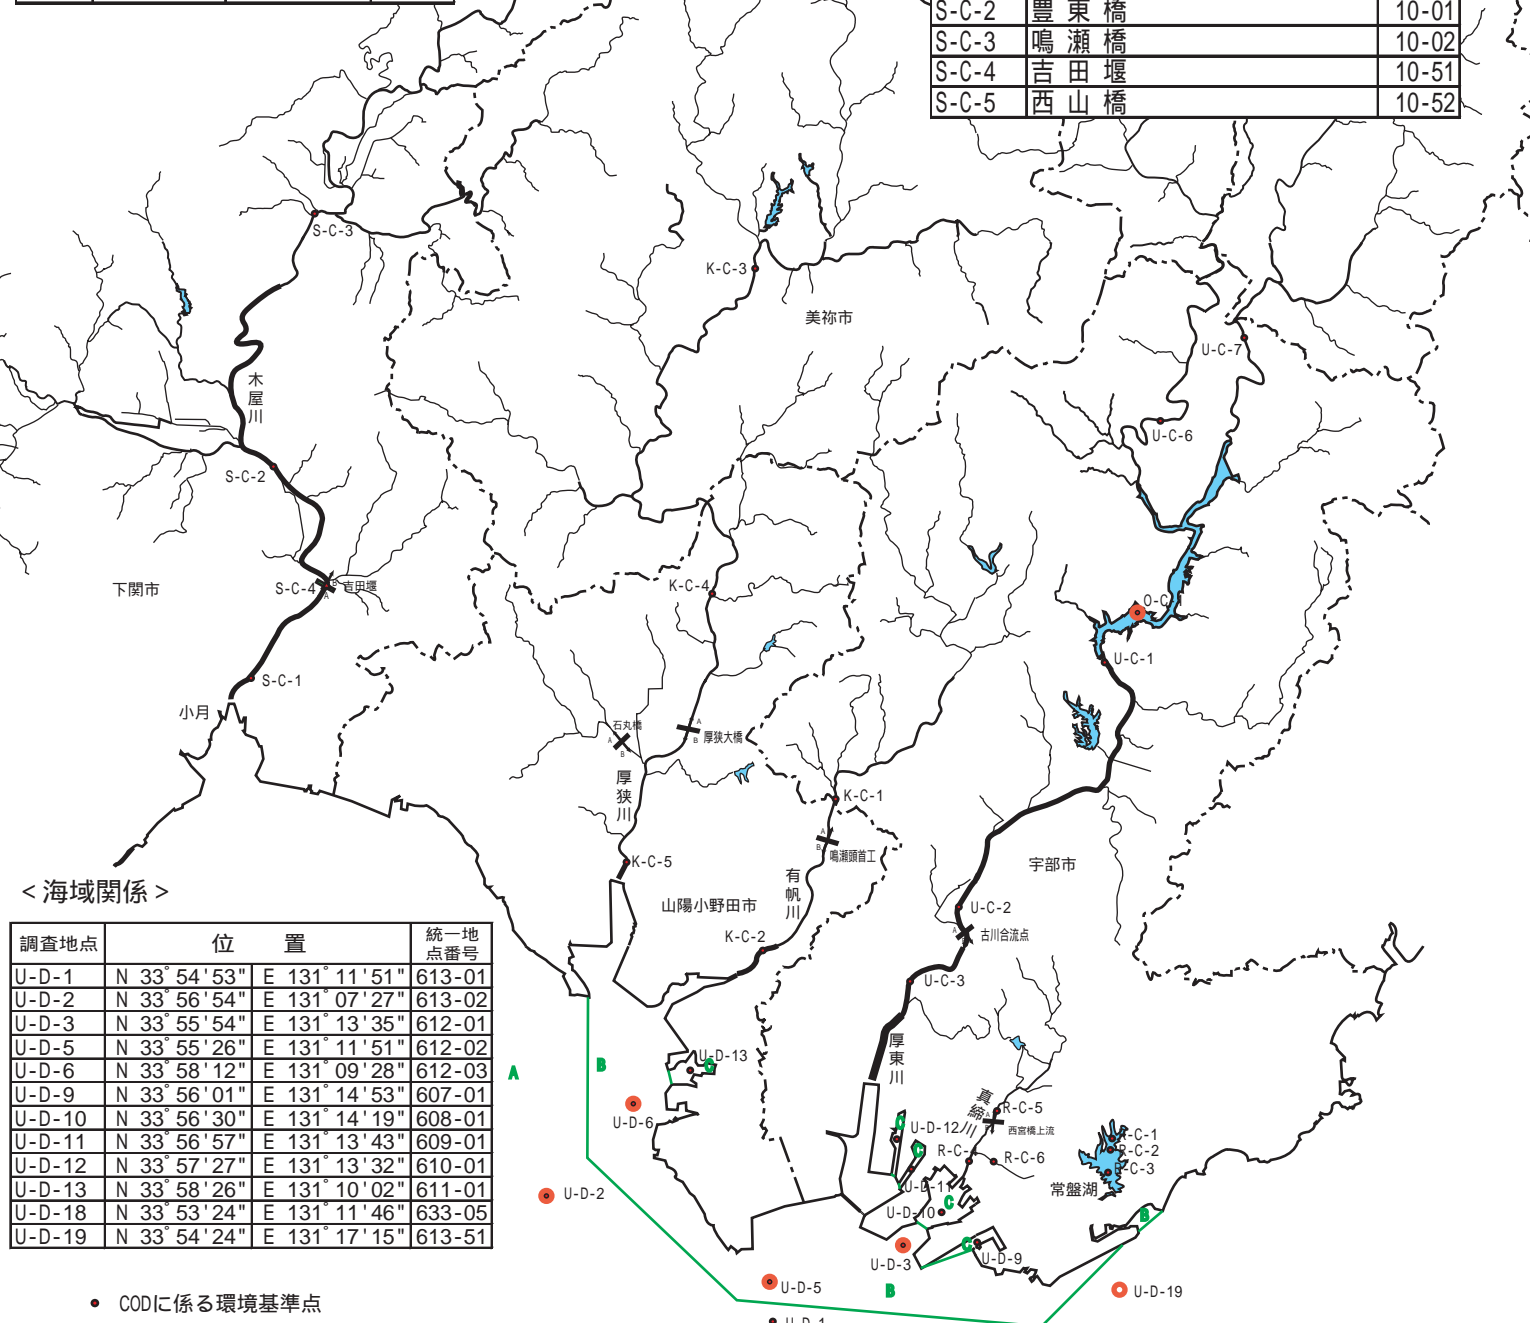 S-C-2 豊東橋 10-01
S-C-3 鳴瀬橋 10-02
S-C-4 吉田堰 10-51
S-C-5 西山橋 10-52
S-C-3
K-C-3
美祢市
U-C-7
木屋川
U-C-6
S-C-2
下関市
S-C-4
B
A
吉田堰
K-C-4
O-C
U-C-1
S-C-1
小月
石丸橋
A
B
A
B
厚狭大橋
厚狭川
K-C-1
A
B
鳴瀬頭首工
K-C-5
宇部市
有帆川
山陽小野田市
U-C-2
A
古川合流点
K-C-2
U-C-3
<海域関係>
調査地点 位置 統一地点番号
U-D-1 N 33°54'53" E 131°11'51" 613-01
U-D-2 N 33°56'54" E 131°07'27" 613-02
U-D-3 N 33°55'54" E 131°13'35" 612-01
U-D-5 N 33°55'26" E 131°11'51" 612-02
U-D-6 N 33°58'12" E 131°09'28" 612-03
U-D-9 N 33°56'01" E 131°14'53" 607-01
U-D-10 N 33°56'30" E 131°14'19" 608-01
U-D-11 N 33°56'57" E 131°13'43" 609-01
U-D-12 N 33°57'27" E 131°13'32" 610-01
U-D-13 N 33°58'26" E 131°10'02" 611-01
U-D-18 N 33°53'24" E 131°11'46" 633-05
U-D-19 N 33°54'24" E 131°17'15" 613-51
A
B
U-D-13
C
厚東川
U-D-6
真締川
R-C-5
A
西宮橋上流
C
U-D-12
C
R-C-4
R-C-6
R-C-1
R-C-2
R-C-3
常盤湖
U-D-2
U-D-11
C
U-D-10
B
C
U-D-3
U-D-9
U-D-5
B
U-D-19
CODに係る環境基準点
U-D-1